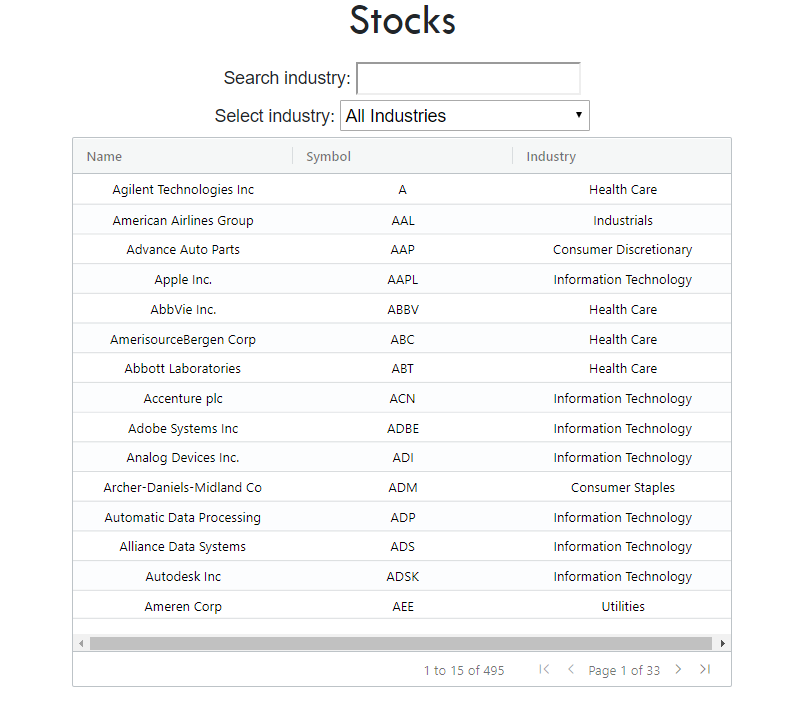 Stocks
Search industry:
Select industry: All Industries
Name Symbol Industry
Agilent Technologies Inc A Health Care
American Airlines Group AAL Industrials
Advance Auto Parts AAP Consumer Discretionary
Apple Inc. AAPL Information Technology
AbbVie Inc. ABBV Health Care
AmerisourceBergen Corp ABC Health Care
Abbott Laboratories ABT Health Care
Accenture plc ACN Information Technology
Adobe Systems Inc ADBE Information Technology
Analog Devices Inc. ADI Information Technology
Archer-Daniels-Midland Co ADM Consumer Staples
Automatic Data Processing ADP Information Technology
Alliance Data Systems ADS Information Technology
Autodesk Inc ADSK Information Technology
Ameren Corp AEE Utilities
1 to 15 of 495 Page 1 of 33